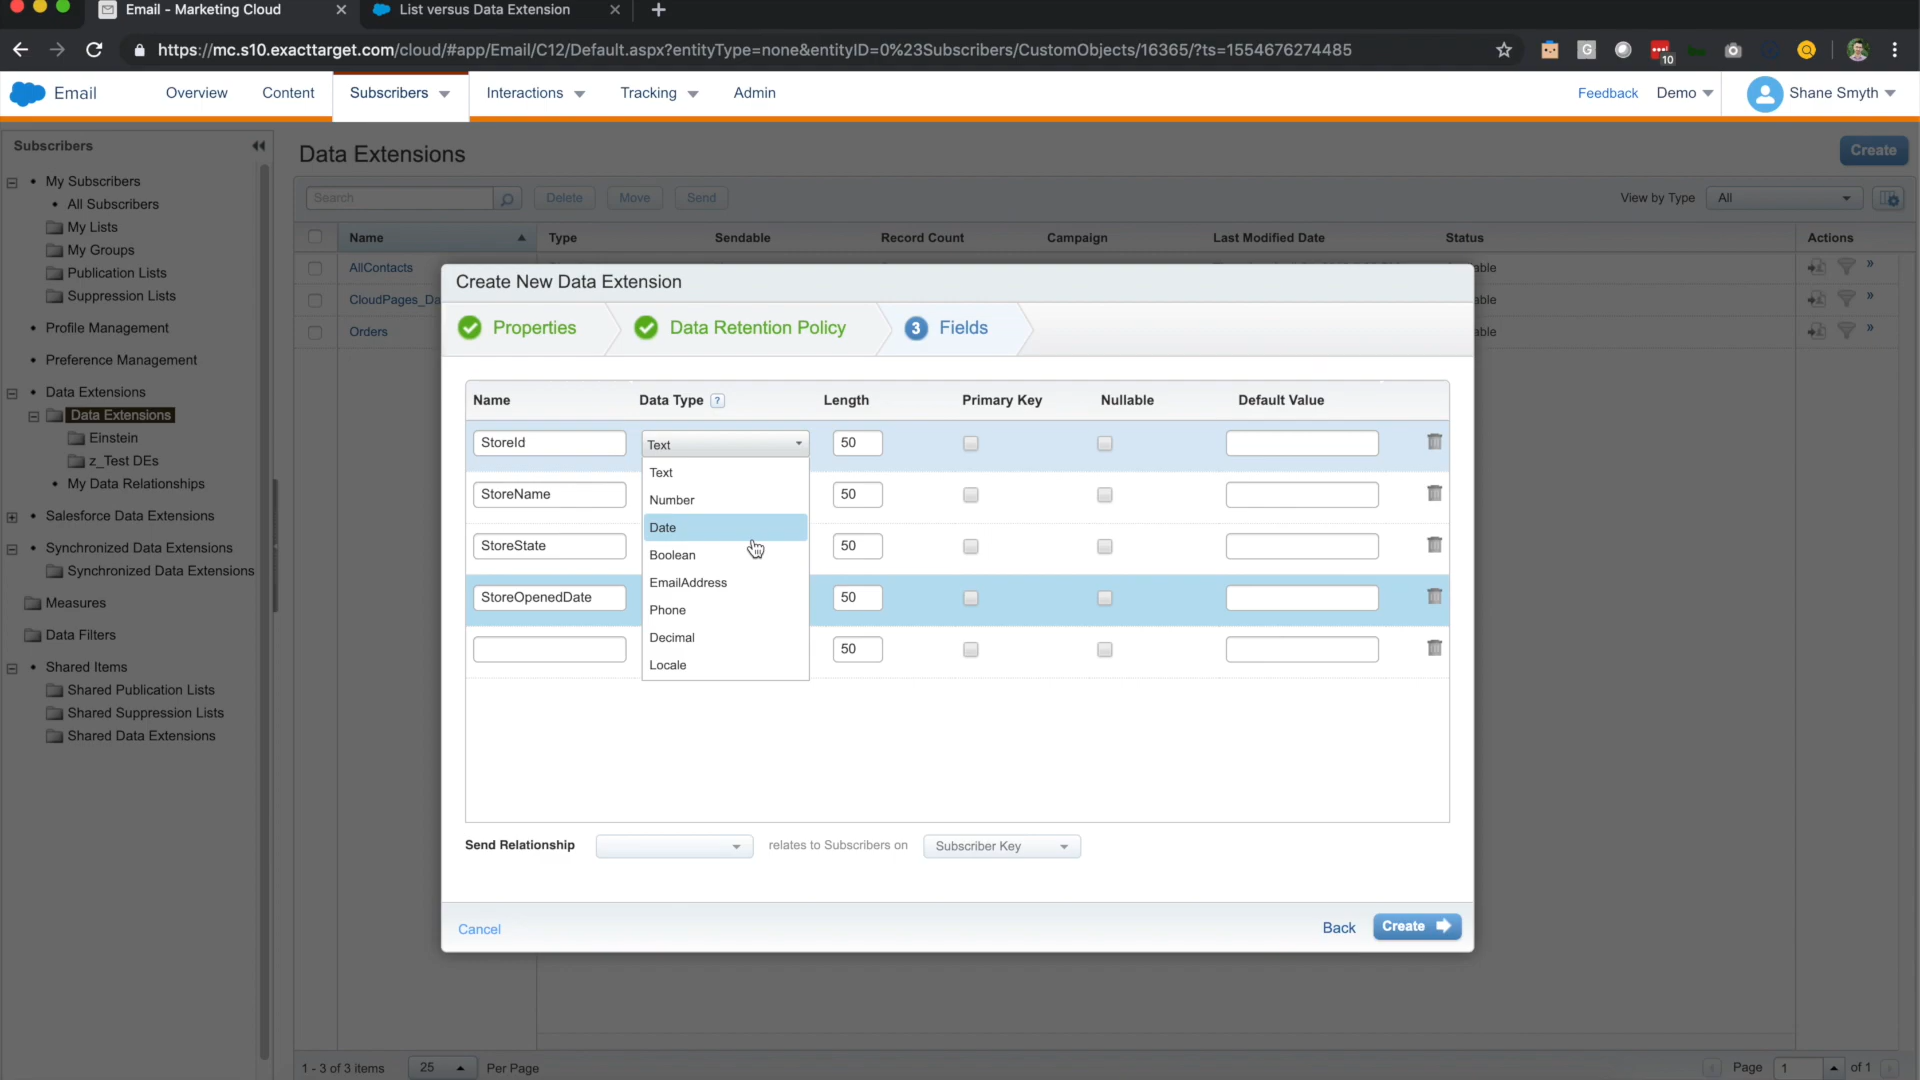 Email - Marketing Cloud
List versus Data Extension
https://mc.s10.exacttarget.com/cloud/#app/Email/C12/Default.aspx?entityType=none&entityID=0%23Subscribers/CustomObjects/16365/?ts=1554676274485
G
10
Email
Overview
Content
Subscribers
Interactions
Tracking
Admin
Feedback
Demo
Shane Smyth
Subscribers
My Subscribers
All Subscribers
My Lists
My Groups
Publication Lists
Suppression Lists
Profile Management
Preference Management
Data Extensions
Data Extensions
Einstein
z_Test DEs
My Data Relationships
Salesforce Data Extensions
Synchronized Data Extensions
Synchronized Data Extensions
Measures
Data Filters
Shared Items
Shared Publication Lists
Shared Suppression Lists
Shared Data Extensions
Data Extensions
Create
Search
Delete
Move
Send
View by Type
All
Name
Type
Sendable
Record Count
Campaign
Last Modified Date
Status
Actions
AllContacts
able
CloudPages_Da
able
Orders
able
Create New Data Extension
Properties
Data Retention Policy
3 Fields
Name
Data Type ?
Length
Primary Key
Nullable
Default Value
StoreId
Text
50
StoreName
50
StoreState
50
StoreOpenedDate
50
50
Text
Number
Date
Boolean
EmailAddress
Phone
Decimal
Locale
Send Relationship
relates to Subscribers on
Subscriber Key
Cancel
Back
Create
1 - 3 of 3 items
25
Per Page
Page
1
of 1